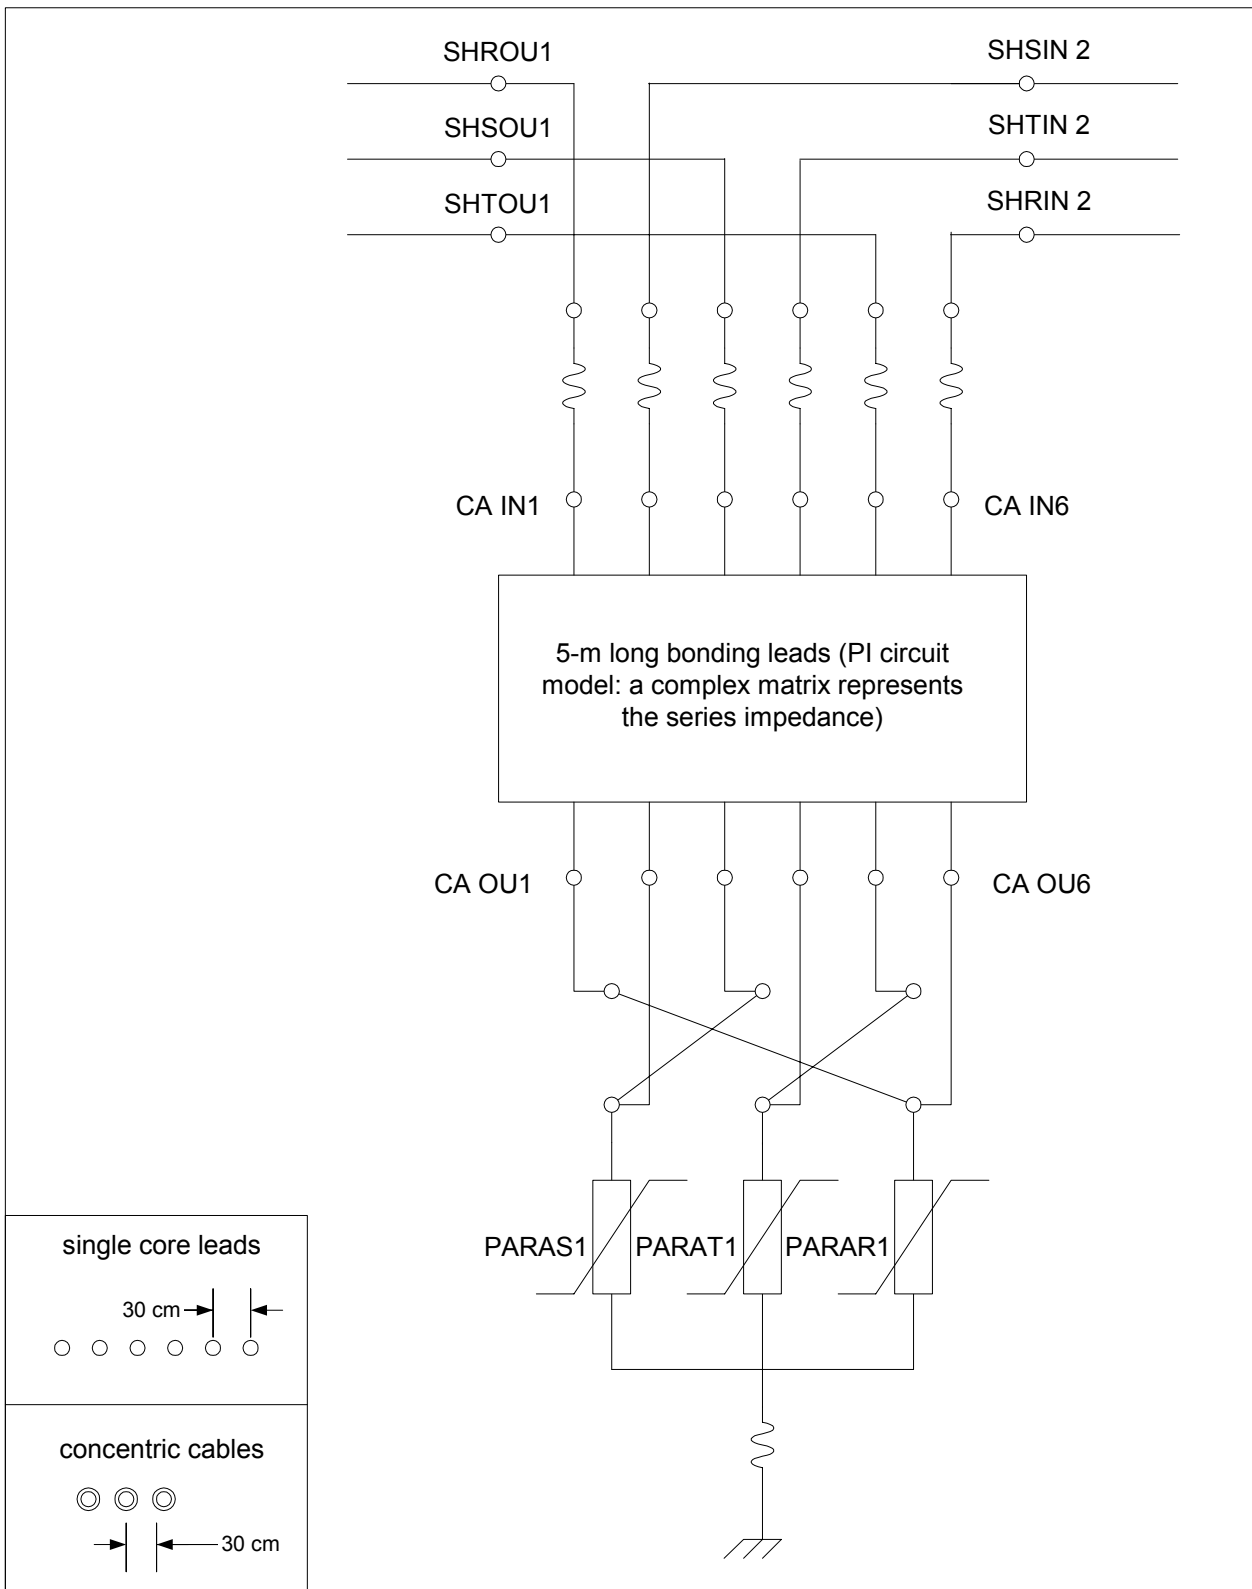 SHROU1
SHSIN 2
SHSOU1
SHTIN 2
SHTOU1
SHRIN 2
CA IN1
CA IN6
5-m long bonding leads (PI circuit
model: a complex matrix represents
the series impedance)
CA OU1
CA OU6
PARAS1
PARAT1
PARAR1
single core leads
30 cm
concentric cables
30 cm